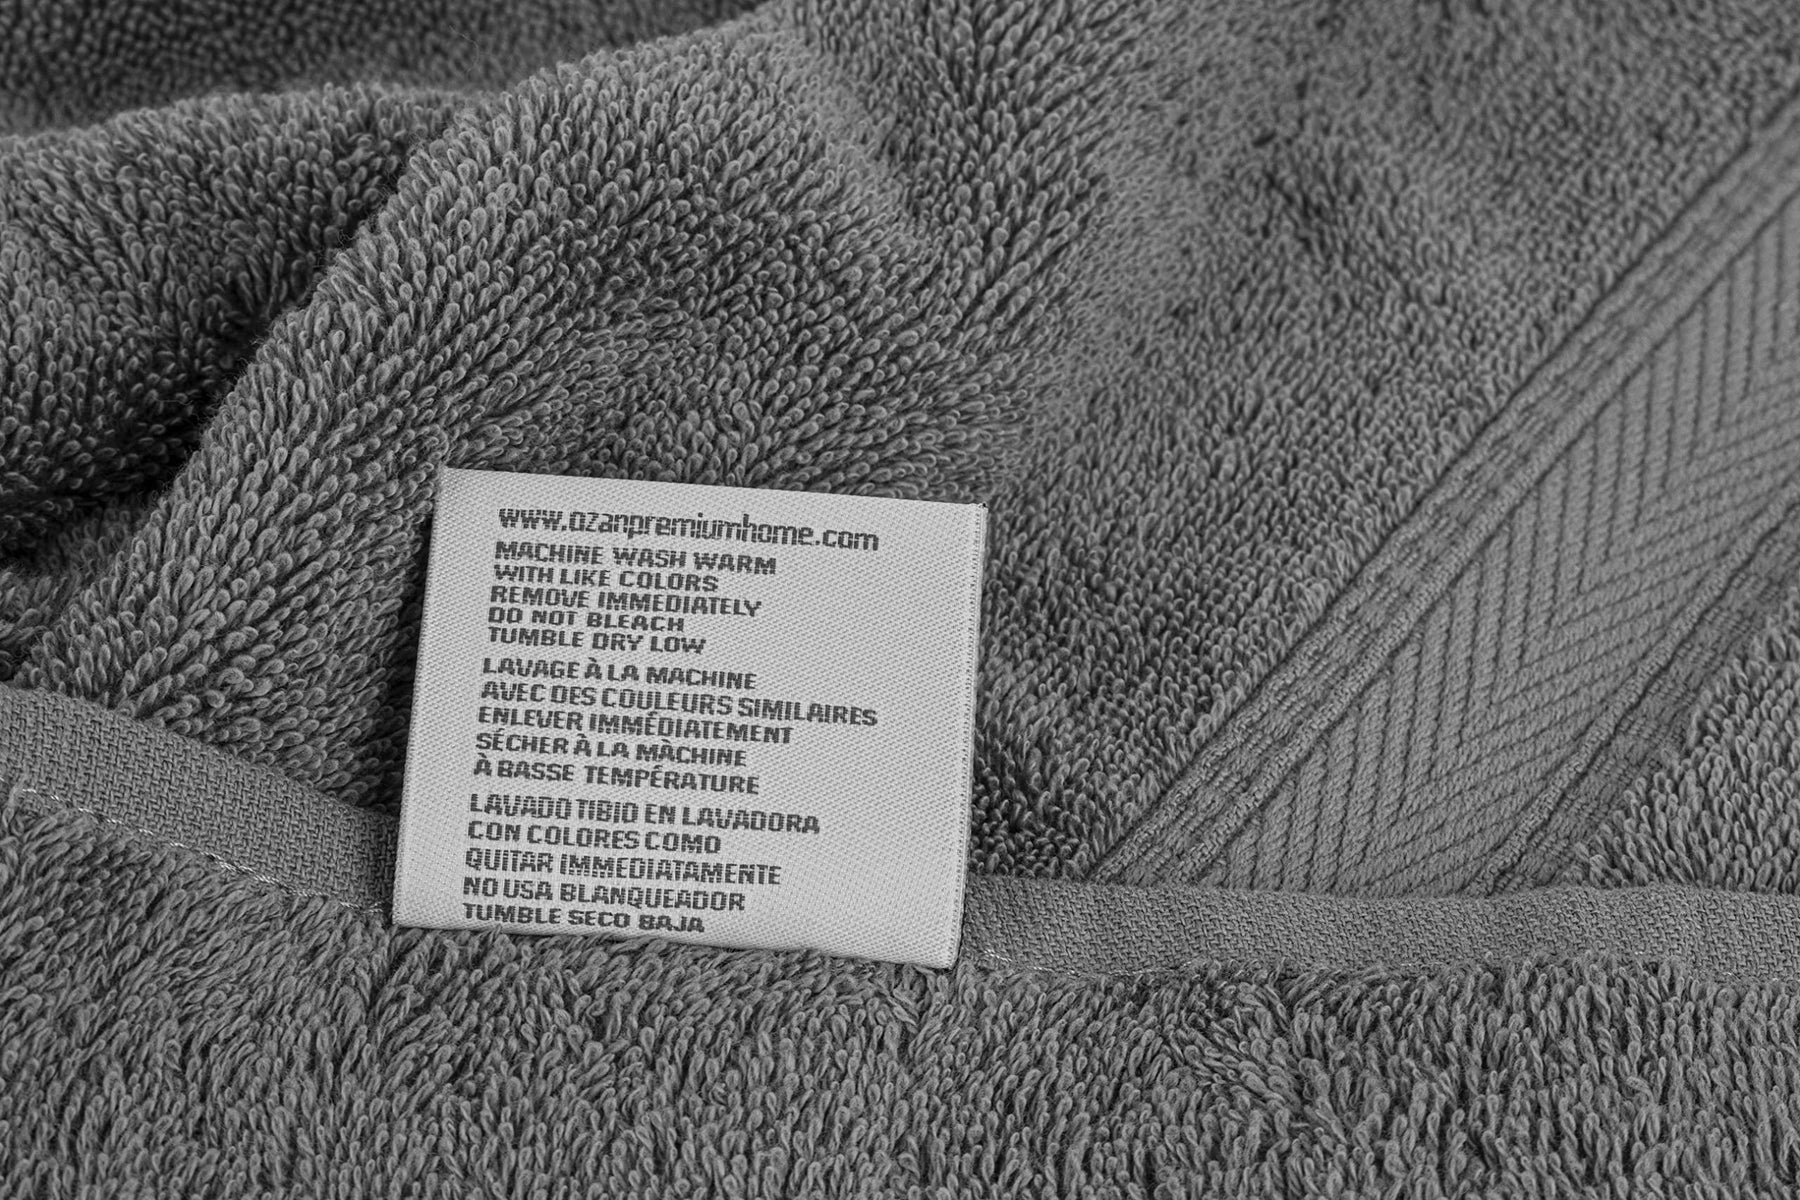 www.ozanpremiumhome.com
MACHINE WASH WARM
WITH LIKE COLORS
REMOVE IMMEDIATELY
DO NOT BLEACH
TUMBLE DRY LOW
LAVAGE À LA MACHINE
AVEC DES COULEURS SIMILAIRES
ENLEVER IMMÉDIATEMENT
SÉCHER À LA MÀCHINE
À BASSE TEMPÉRATURE
LAVADO TIBIO EN LAVADORA
CON COLORES COMO
QUITAR IMMEDIATAMENTE
NO USA BLANQUEADOR
TUMBLE SECO BAJA